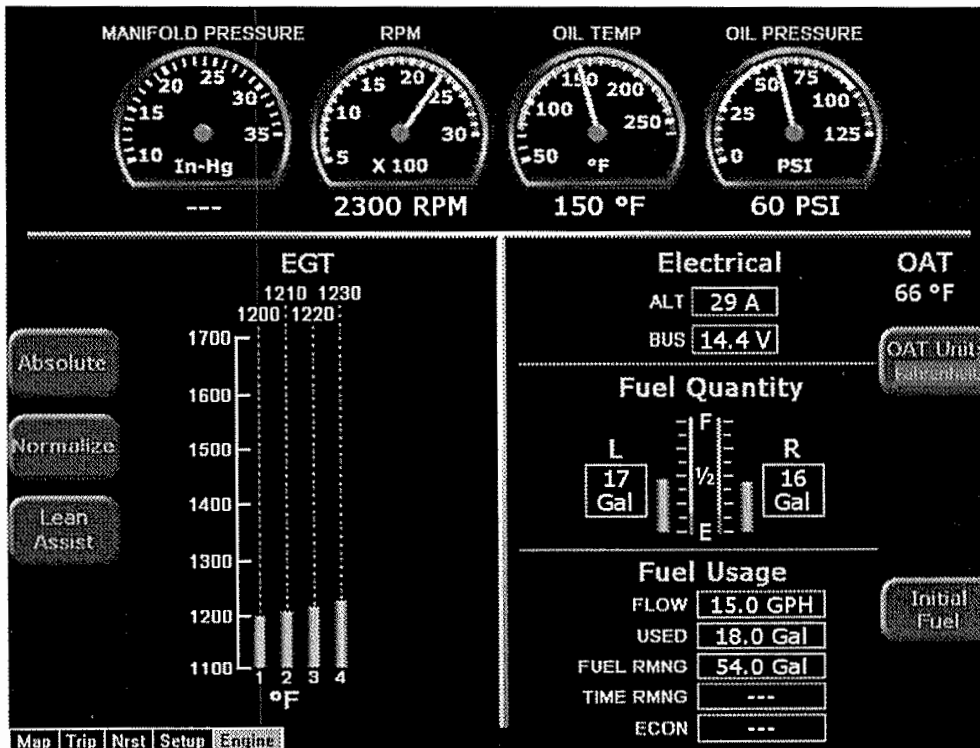 MANIFOLD PRESSURE
10 15 20 25 30 35
In-Hg
---
RPM
5 10 15 20 25 30
X 100
2300 RPM
OIL TEMP
50 100 150 200 250
°F
150 °F
OIL PRESSURE
0 25 50 75 100 125
PSI
60 PSI
EGT
1210 1230
1200 1220
1700
1600
1500
1400
1300
1200
1100
1 2 3 4
°F
Absolute
Normalize
Lean
Assist
Electrical
ALT 29 A
BUS 14.4 V
OAT
66 °F
OAT Units
Fahrenheit
Fuel Quantity
L
17
Gal
F
1/2
E
R
16
Gal
Fuel Usage
FLOW 15.0 GPH
USED 18.0 Gal
FUEL RMNG 54.0 Gal
TIME RMNG ---
ECON ---
Initial
Fuel
Map Trip Nrst Setup Engine